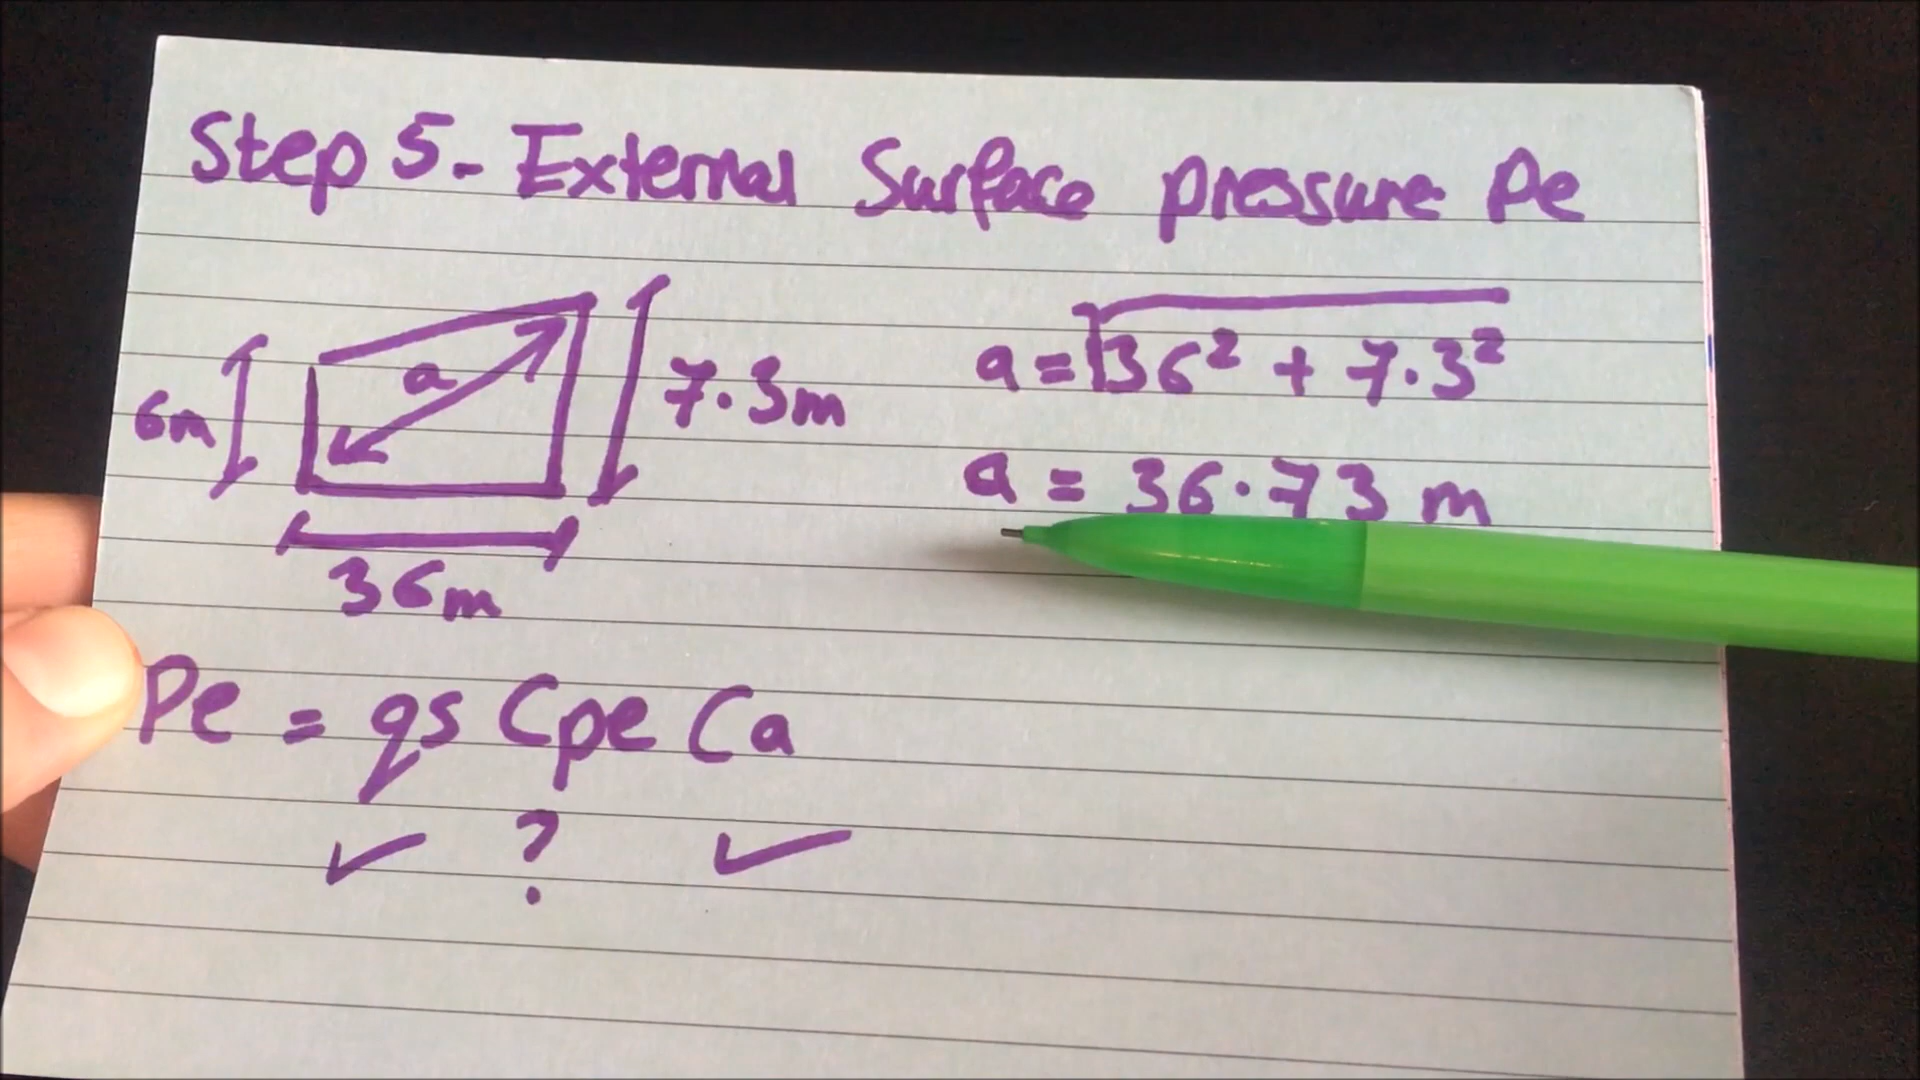 Step 5. External Surface pressure Pe
a
6m
7.3m
36m
a = √36² + 7.3²
a = 36.73 m
Pe = qs Cpe Ca
✓ ? ✓